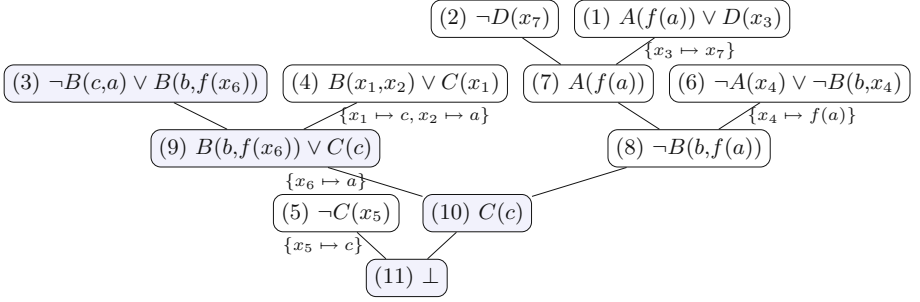 (2) ¬D(x₇) (1) A(f(a)) ∨ D(x₃)
{x₃ ↦ x₇}
(3) ¬B(c,a) ∨ B(b,f(x₆)) (4) B(x₁,x₂) ∨ C(x₁) (7) A(f(a)) (6) ¬A(x₄) ∨ ¬B(b,x₄)
{x₁ ↦ c, x₂ ↦ a} {x₄ ↦ f(a)}
(9) B(b,f(x₆)) ∨ C(c) (8) ¬B(b,f(a))
{x₆ ↦ a}
(5) ¬C(x₅) (10) C(c)
{x₅ ↦ c}
(11) ⊥